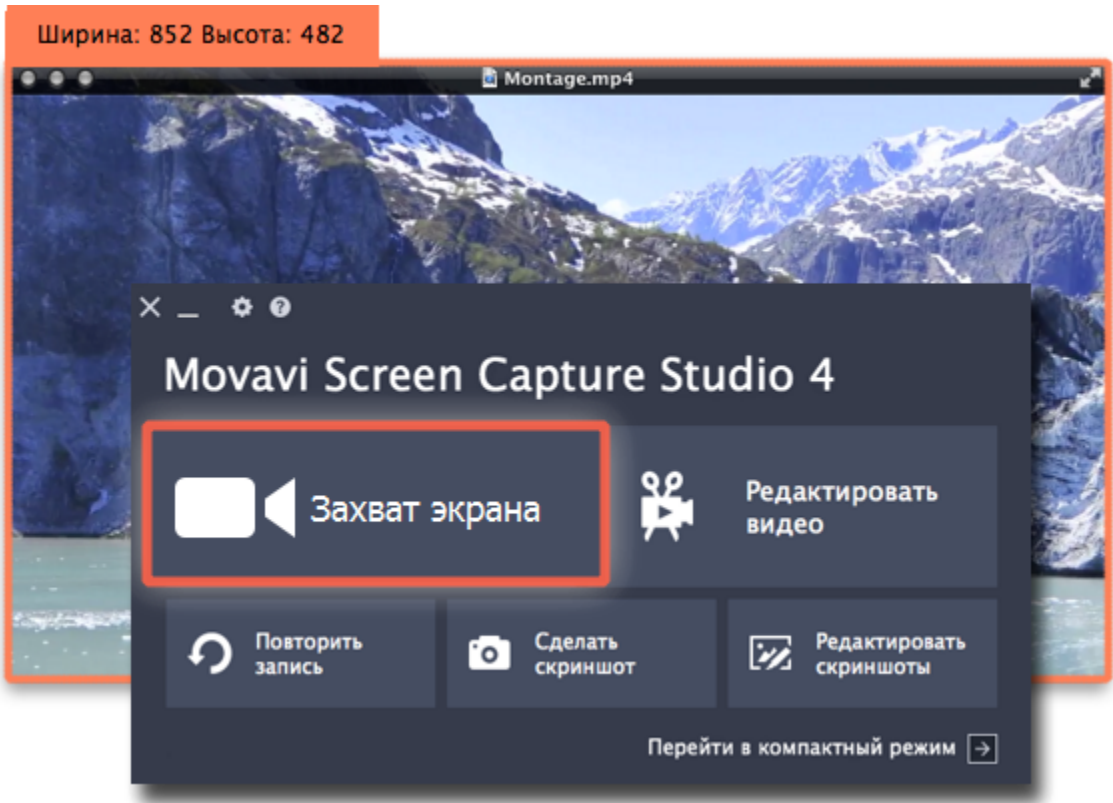 Ширина: 852 Высота: 482
Montage.mp4
Movavi Screen Capture Studio 4
Захват экрана
Редактировать
видео
Повторить
запись
Сделать
скриншот
Редактировать
скриншоты
Перейти в компактный режим